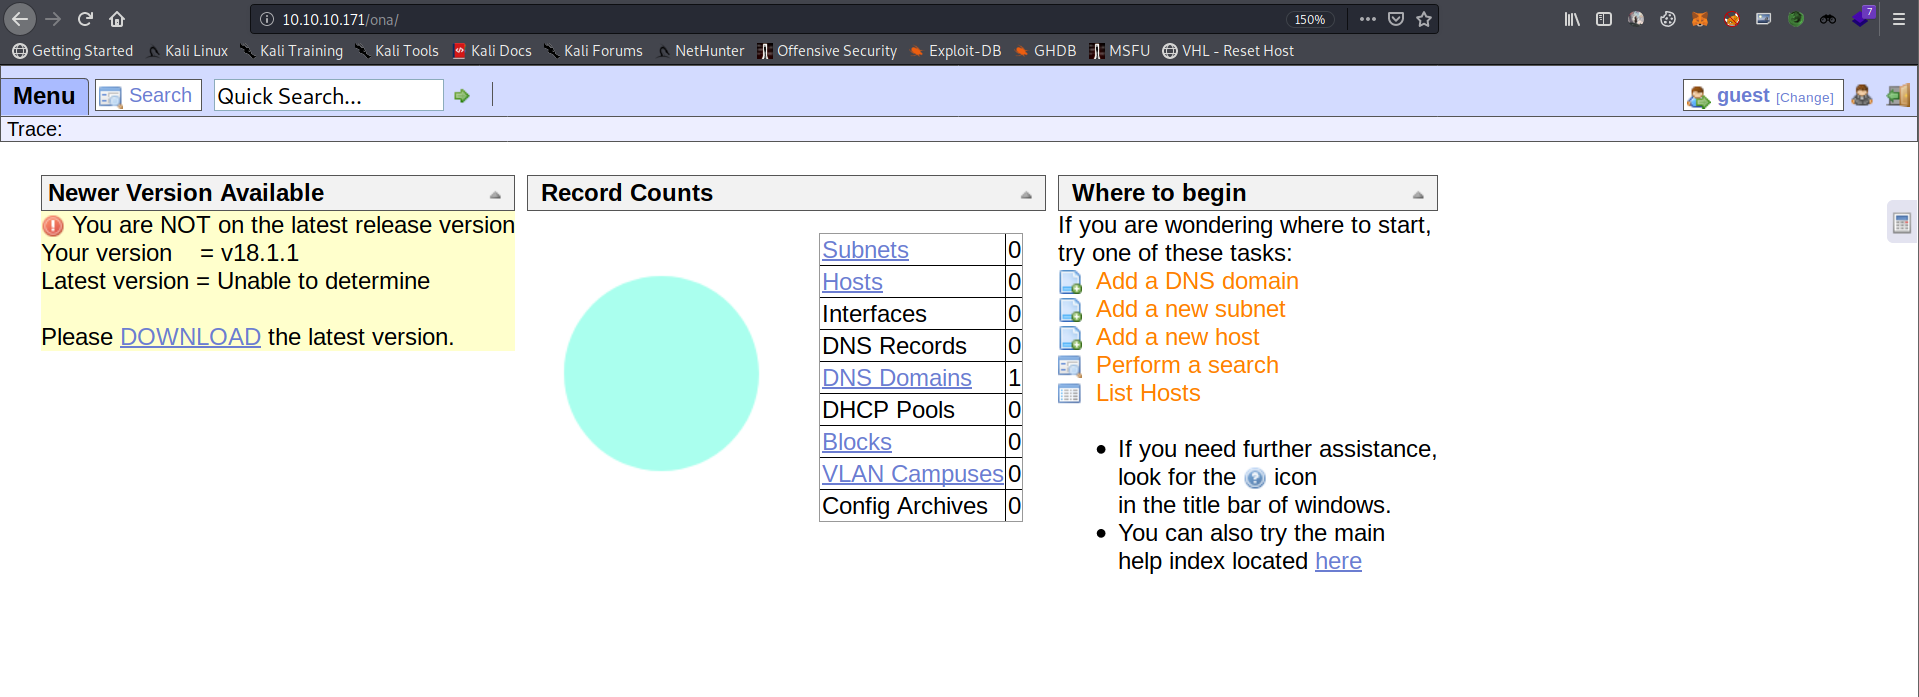 10.10.10.171/ona/ 150%
7
Getting Started Kali Linux Kali Training Kali Tools Kali Docs Kali Forums NetHunter Offensive Security Exploit-DB GHDB MSFU VHL - Reset Host
Menu Search Quick Search... guest [Change]
Trace:
Newer Version Available
You are NOT on the latest release version
Your version = v18.1.1
Latest version = Unable to determine
Please DOWNLOAD the latest version.
Record Counts
Subnets 0
Hosts 0
Interfaces 0
DNS Records 0
DNS Domains 1
DHCP Pools 0
Blocks 0
VLAN Campuses 0
Config Archives 0
Where to begin
If you are wondering where to start,
try one of these tasks:
Add a DNS domain
Add a new subnet
Add a new host
Perform a search
List Hosts
• If you need further assistance,
look for the ? icon
in the title bar of windows.
• You can also try the main
help index located here